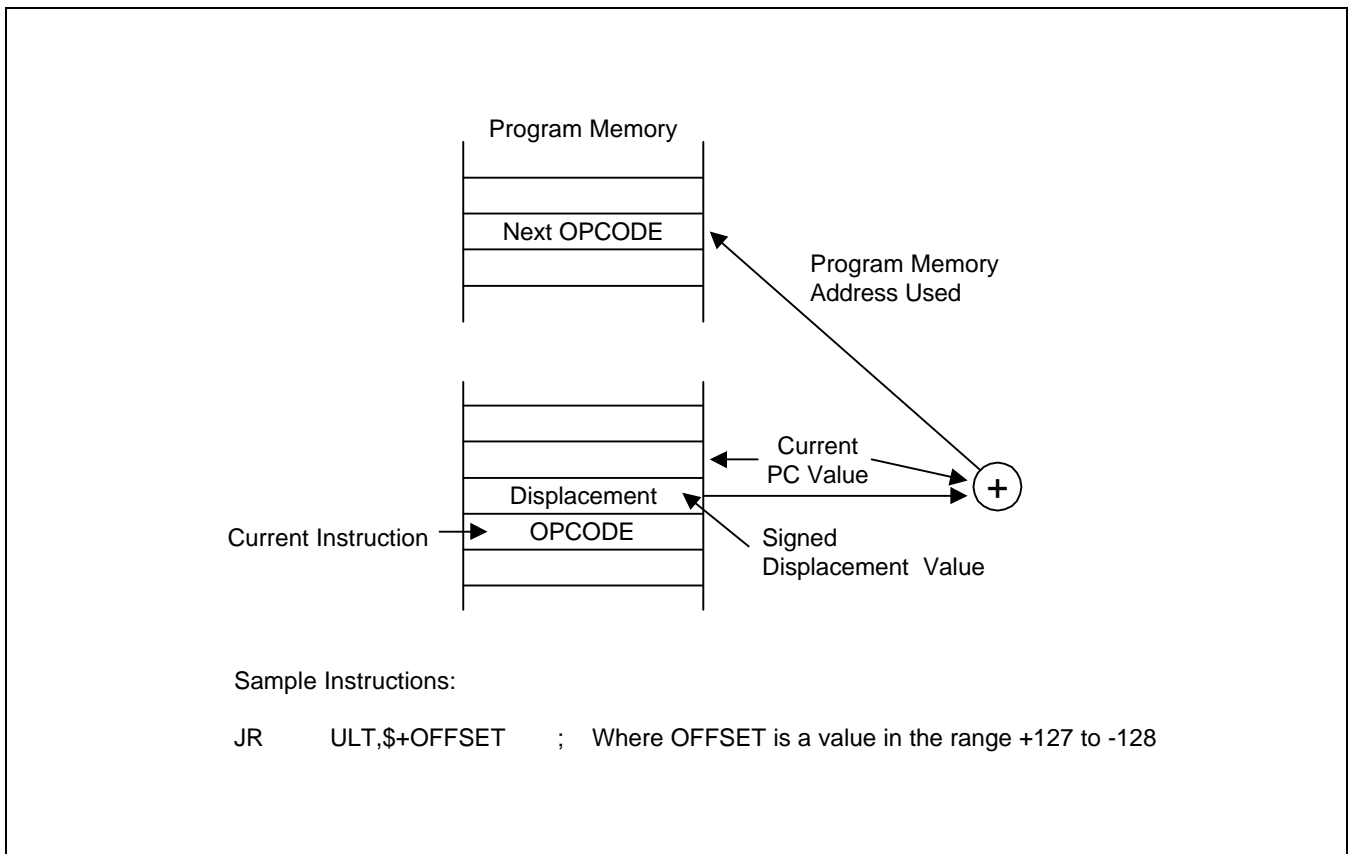 Program Memory
Next OPCODE
Program Memory
Address Used
Current
PC Value
+
Displacement
Current Instruction
OPCODE
Signed
Displacement Value
Sample Instructions:
JR ULT,$+OFFSET ; Where OFFSET is a value in the range +127 to -128